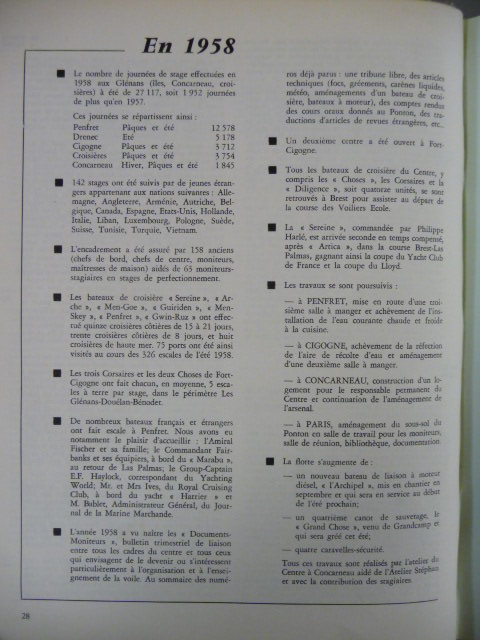 En 1958
■ Le nombre de journées de stage effectuées en
1958 aux Glénans (îles, Concarneau, croi-
sières) a été de 27 117, soit 1 952 journées
de plus qu'en 1957.
Ces journées se répartissent ainsi :
Penfret Pâques et été 12 578
Drenec Eté 5 178
Cigogne Pâques et été 3 712
Croisières Pâques et été 3 754
Concarneau Hiver, Pâques et été 1 845
■ 142 stages ont été suivis par de jeunes étran-
gers appartenant aux nations suivantes : Alle-
magne, Angleterre, Arménie, Autriche, Bel-
gique, Canada, Espagne, Etats-Unis, Hollande,
Italie, Liban, Luxembourg, Pologne, Suède,
Suisse, Tunisie, Turquie, Vietnam.
■ L'encadrement a été assuré par 158 anciens
(chefs de bord, chefs de centre, moniteurs,
maîtresses de maison) aidés de 63 moniteurs-
stagiaires en stages de perfectionnement.
■ Les bateaux de croisière « Sereine », « Ar-
che », « Men-Goe », « Guiriden », « Men-
Skey », « Penfret », « Gwin-Ruz » ont effec-
tué quinze croisières côtières de 15 à 21 jours,
trente croisières côtières de 8 jours, et huit
croisières de haute mer. 75 ports ont été ainsi
visités au cours des 326 escales de l'été 1958.
■ Les trois Corsaires et les deux Choses de Fort-
Cigogne ont fait chacun, en moyenne, 5 esca-
les à terre par stage, dans le périmètre Les
Glénans-Douélan-Bénodet.
■ De nombreux bateaux français et étrangers
ont fait escale à Penfret. Nous avons eu
notamment le plaisir d'accueillir : l'Amiral
Fischer et sa famille; le Commandant Fair-
banks et ses équipiers, à bord du « Marabu »,
au retour de Las Palmas; le Group-Captain
E.F. Haylock, correspondant du Yachting
World; Mr. et Mrs Ives, du Royal Cruising
Club, à bord du yacht « Harrier » et
M. Bablet, Administrateur Général, du Jour-
nal de la Marine Marchande.
■ L'année 1958 a vu naître les « Documents-
Moniteurs », bulletin trimestriel de liaison
entre tous les cadres du centre et tous ceux
qui envisagent de le devenir ou s'intéressent
particulièrement à l'organisation et à l'ensei-
gnement de la voile. Au sommaire des numé-
ros déjà parus : une tribune libre, des articles
techniques (focs, gréements, carènes liquides,
météo, aménagements d'un bateau de croi-
sière, bateaux à moteur), des comptes rendus
des cours oraux donnés au Ponton, des tra-
ductions d'articles de revues étrangères, etc..
■ Un deuxième centre a été ouvert à Fort-
Cigogne.
■ Tous les bateaux de croisière du Centre, y
compris les « Choses », les Corsaires et la
« Diligence », soit quatorze unités, se sont
retrouvés à Brest pour assister au départ de
la course des Voiliers Ecole.
■ La « Sereine », commandée par Philippe
Harlé, est arrivée seconde en temps compensé,
après « Artica », dans la course Brest-Las
Palmas, gagnant ainsi la coupe du Yacht Club
de France et la coupe du Lloyd.
■ Les travaux se sont poursuivis :
— à PENFRET, mise en route d'une troi-
sième salle à manger et achèvement de l'ins-
tallation de l'eau courante chaude et froide
à la cuisine.
— à CIGOGNE, achèvement de la réfection
de l'aire de récolte d'eau et aménagement
d'une deuxième salle à manger.
— à CONCARNEAU, construction d'un lo-
gement pour le responsable permanent du
Centre et continuation de l'aménagement de
l'arsenal.
— à PARIS, aménagement du sous-sol du
Ponton en salle de travail pour les moniteurs,
salle de réunion, bibliothèque, documentation.
■ La flotte s'augmente de :
— un nouveau bateau de liaison à moteur
diésel, « l'Archipel », mis en chantier en
septembre et qui sera en service au début
de l'été prochain;
— un quatrième canot de sauvetage, le
« Grand Chose », venu de Grandcamp et
qui sera gréé cet été;
— quatre caravelles-sécurité.
Tous ces travaux sont réalisés par l'atelier du
Centre à Concarneau aidé de l'Atelier Stéphan
et avec la contribution des stagiaires.
28